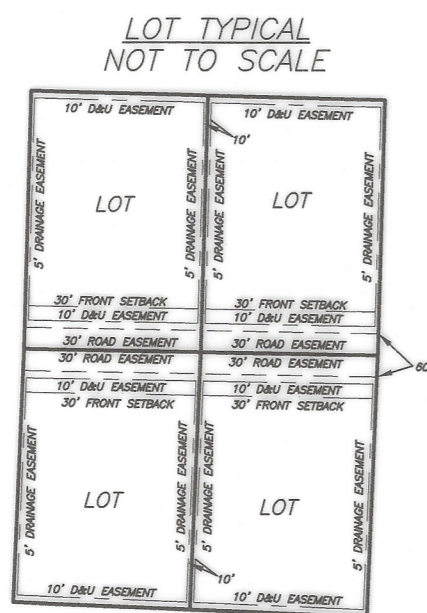 LOT TYPICAL
NOT TO SCALE
10' D&U EASEMENT
10' D&U EASEMENT
10'
5' DRAINAGE EASEMENT
5' DRAINAGE EASEMENT
5' DRAINAGE EASEMENT
5' DRAINAGE EASEMENT
LOT
LOT
30' FRONT SETBACK
30' FRONT SETBACK
10' D&U EASEMENT
10' D&U EASEMENT
30' ROAD EASEMENT
30' ROAD EASEMENT
30' ROAD EASEMENT
30' ROAD EASEMENT
60
10' D&U EASEMENT
10' D&U EASEMENT
30' FRONT SETBACK
30' FRONT SETBACK
5' DRAINAGE EASEMENT
5' DRAINAGE EASEMENT
5' DRAINAGE EASEMENT
5' DRAINAGE EASEMENT
LOT
LOT
10'
10' D&U EASEMENT
10' D&U EASEMENT